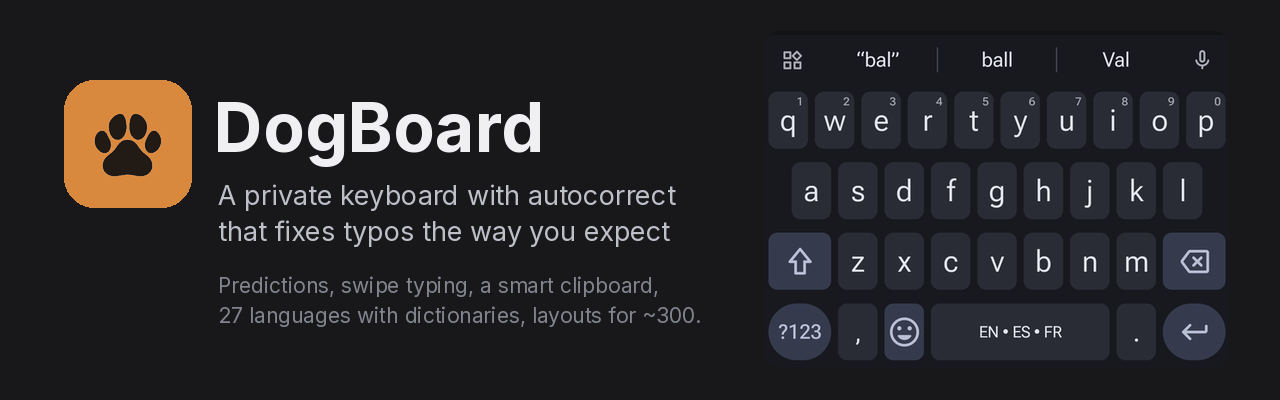 DogBoard
A private keyboard with autocorrect
that fixes typos the way you expect
Predictions, swipe typing, a smart clipboard,
27 languages with dictionaries, layouts for ~300.
“bal” ball Val
1 2 3 4 5 6 7 8 9 0
q w e r t y u i o p
a s d f g h j k l
z x c v b n m
?123 , EN • ES • FR .